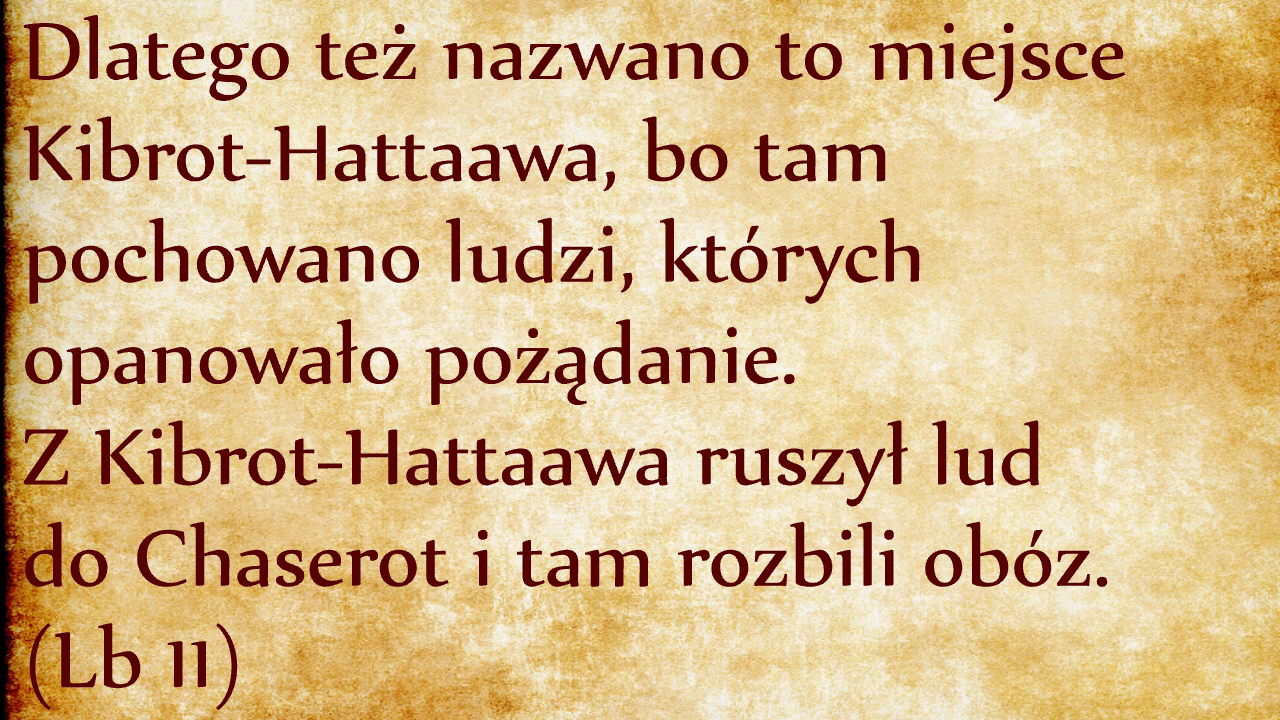 Dlatego też nazwano to miejsce
Kibrot-Hattaawa, bo tam
pochowano ludzi, których
opanowało pożądanie.
Z Kibrot-Hattaawa ruszył lud
do Chaserot i tam rozbili obóz.
(Lb 11)